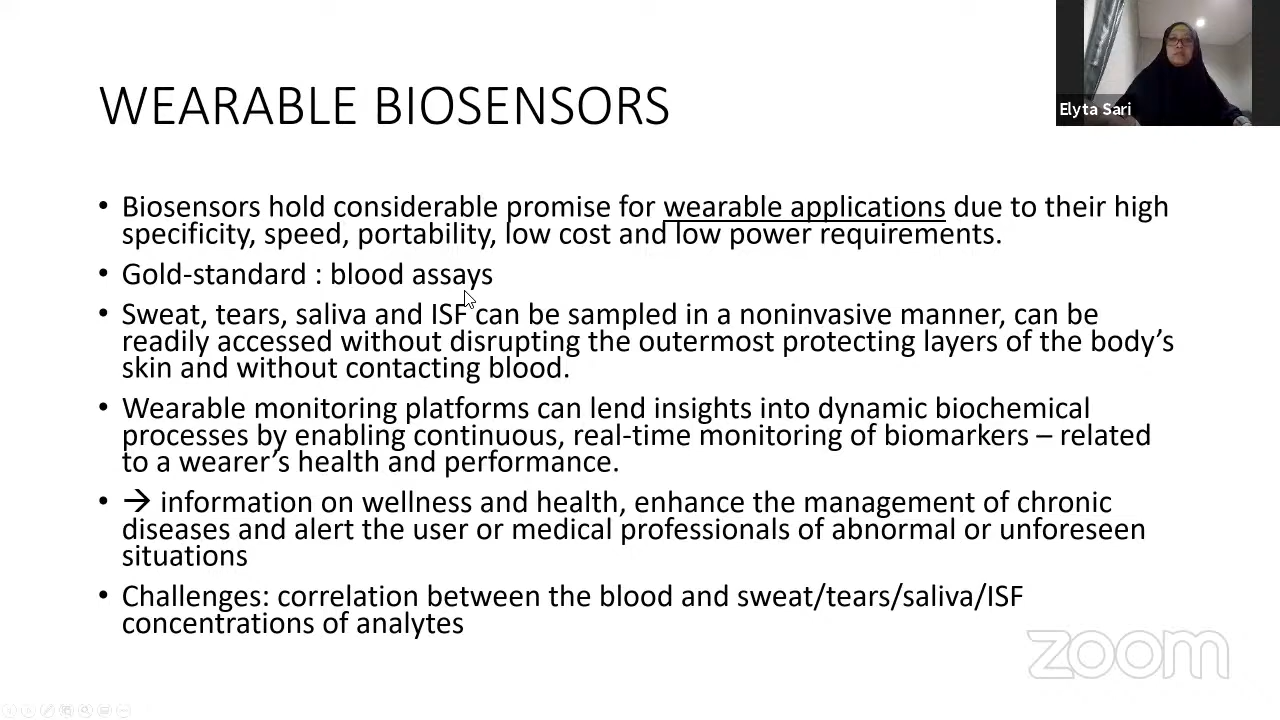 WEARABLE BIOSENSORS
Elyta Sari
• Biosensors hold considerable promise for wearable applications due to their high
specificity, speed, portability, low cost and low power requirements.
• Gold-standard : blood assays
• Sweat, tears, saliva and ISF can be sampled in a noninvasive manner, can be
readily accessed without disrupting the outermost protecting layers of the body’s
skin and without contacting blood.
• Wearable monitoring platforms can lend insights into dynamic biochemical
processes by enabling continuous, real-time monitoring of biomarkers – related
to a wearer’s health and performance.
• → information on wellness and health, enhance the management of chronic
diseases and alert the user or medical professionals of abnormal or unforeseen
situations
• Challenges: correlation between the blood and sweat/tears/saliva/ISF
concentrations of analytes
zoom